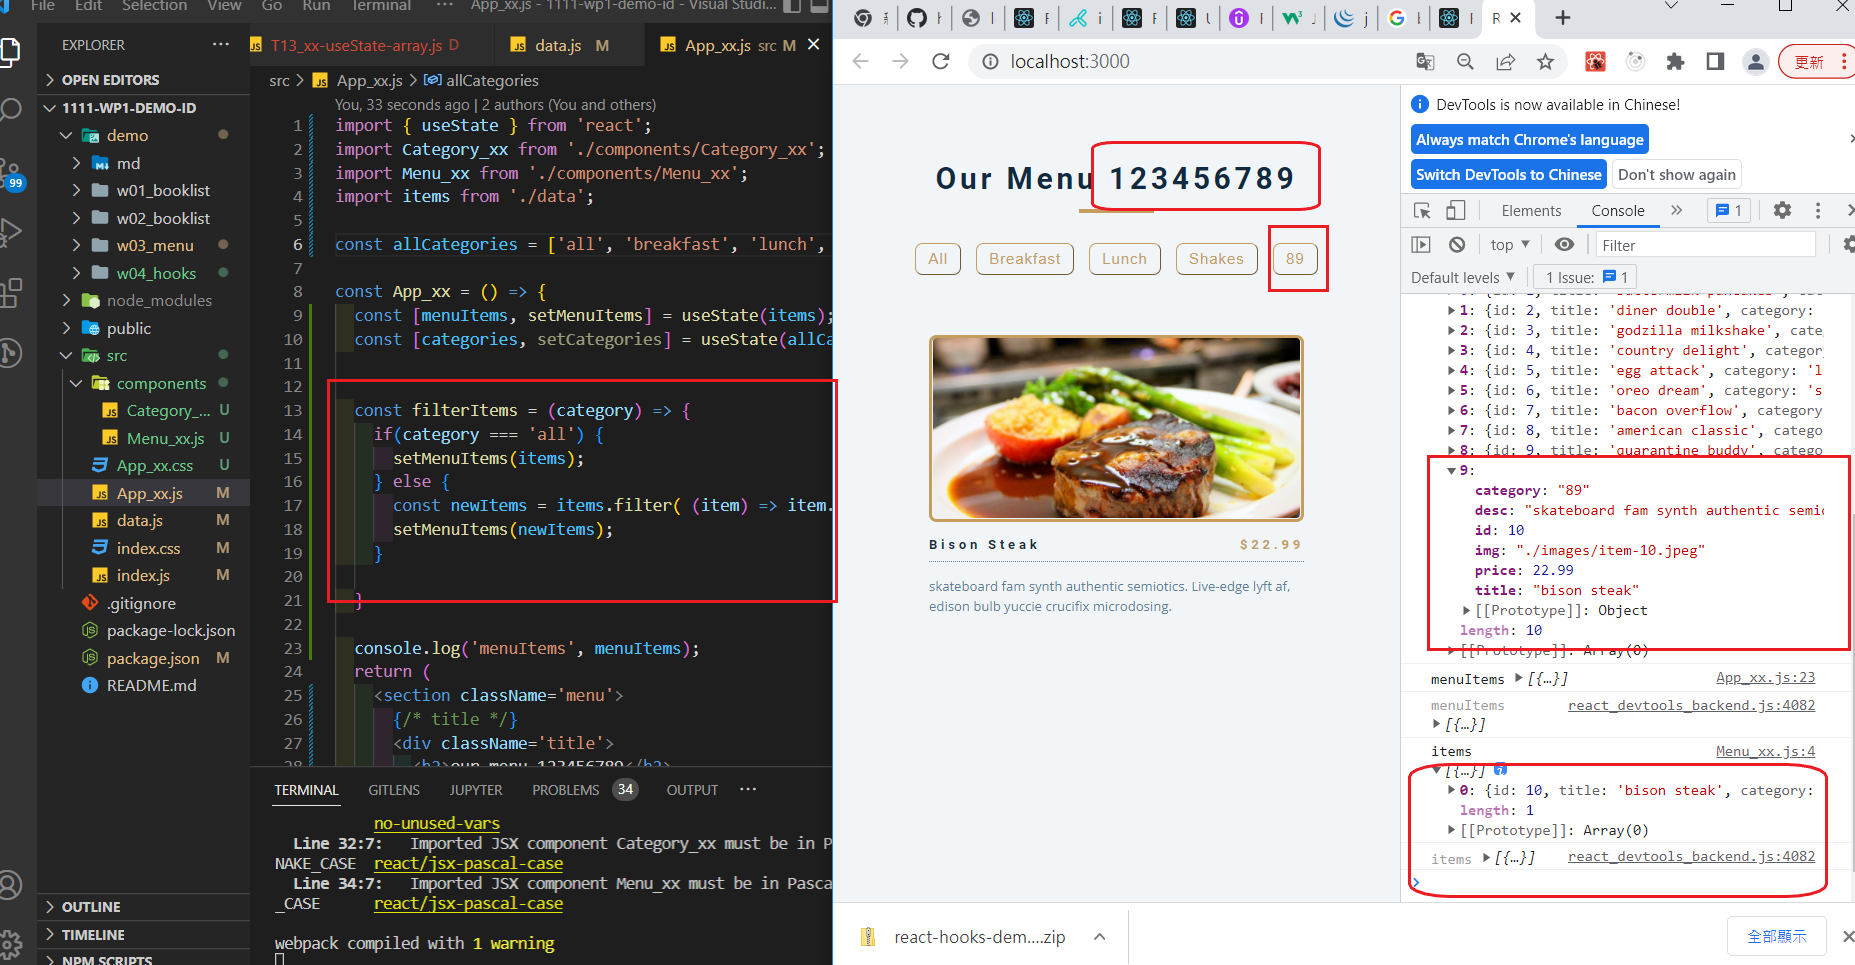 File Edit Selection View Go Run Terminal ··· App_xx.js - 1111-wp1-demo-id - Visual Studi...
EXPLORER ···
OPEN EDITORS
1111-WP1-DEMO-ID
demo
md
w01_booklist
w02_booklist
w03_menu
w04_hooks
node_modules
public
src
components
Category_... U
Menu_xx.js U
App_xx.css U
App_xx.js M
data.js M
index.css M
index.js M
.gitignore
package-lock.json
package.json M
README.md
OUTLINE
TIMELINE
NPM SCRIPTS
99
T13_xx-useState-array.js D
data.js M
App_xx.js src M
src > App_xx.js > allCategories
You, 33 seconds ago | 2 authors (You and others)
1 import { useState } from 'react';
2 import Category_xx from './components/Category_xx';
3 import Menu_xx from './components/Menu_xx';
4 import items from './data';
5
6 const allCategories = ['all', 'breakfast', 'lunch',
7
8 const App_xx = () => {
9 const [menuItems, setMenuItems] = useState(items);
10 const [categories, setCategories] = useState(allCa
11
12
13 const filterItems = (category) => {
14 if(category === 'all') {
15 setMenuItems(items);
16 } else {
17 const newItems = items.filter( (item) => item.
18 setMenuItems(newItems);
19 }
20
21 }
22
23 console.log('menuItems', menuItems);
24 return (
25 <section className='menu'>
26 {/* title */}
27 <div className='title'>
28 <h2>our menu 123456789</h2>
TERMINAL GITLENS JUPYTER PROBLEMS 34 OUTPUT ···
no-unused-vars
Line 32:7: Imported JSX component Category_xx must be in P
NAKE_CASE react/jsx-pascal-case
Line 34:7: Imported JSX component Menu_xx must be in Pasca
_CASE react/jsx-pascal-case
webpack compiled with 1 warning
localhost:3000
更新
Our Menu 123456789
All Breakfast Lunch Shakes 89
Bison Steak $22.99
skateboard fam synth authentic semiotics. Live-edge lyft af,
edison bulb yuccie crucifix microdosing.
DevTools is now available in Chinese!
Always match Chrome's language
Switch DevTools to Chinese Don't show again
Elements Console » 1
top Filter
Default levels 1 Issue: 1
1: {id: 2, title: 'diner double', category:
2: {id: 3, title: 'godzilla milkshake', cate
3: {id: 4, title: 'country delight', category
4: {id: 5, title: 'egg attack', category: 'l
5: {id: 6, title: 'oreo dream', category: 's
6: {id: 7, title: 'bacon overflow', category
7: {id: 8, title: 'american classic', catego
8: {id: 9, title: 'quarantine buddy', catego
9:
category: "89"
desc: "skateboard fam synth authentic semio
id: 10
img: "./images/item-10.jpeg"
price: 22.99
title: "bison steak"
[[Prototype]]: Object
length: 10
[[Prototype]]: Array(0)
menuItems [{…}] App_xx.js:23
menuItems react_devtools_backend.js:4082
[{…}]
items Menu_xx.js:4
[{…}]
0: {id: 10, title: 'bison steak', category:
length: 1
[[Prototype]]: Array(0)
items [{…}] react_devtools_backend.js:4082
react-hooks-dem....zip
全部顯示